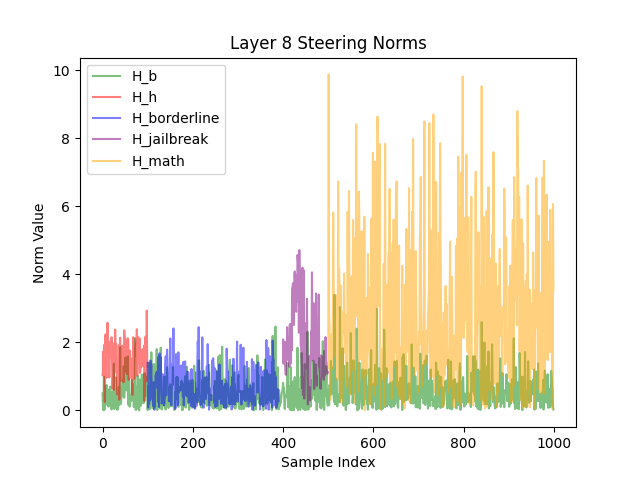 Layer 8 Steering Norms
H_b
H_h
H_borderline
H_jailbreak
H_math
Norm Value
10
8
6
4
2
0
0 200 400 600 800 1000
Sample Index